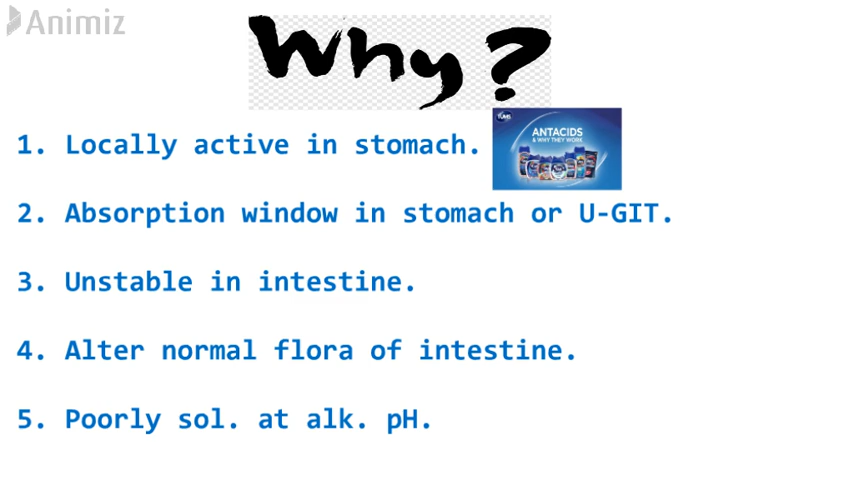 Animiz
Why?
TUMS
ANTACIDS
& WHY THEY WORK
1. Locally active in stomach.
2. Absorption window in stomach or U-GIT.
3. Unstable in intestine.
4. Alter normal flora of intestine.
5. Poorly sol. at alk. pH.